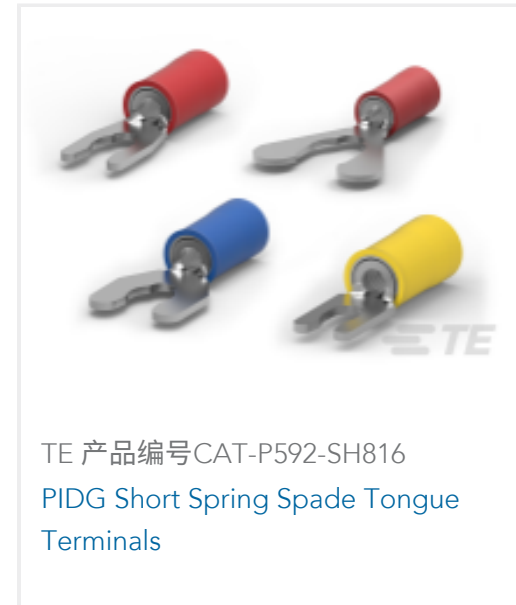 TE
TE 产品编号CAT-P592-SH816
PIDG Short Spring Spade Tongue
Terminals